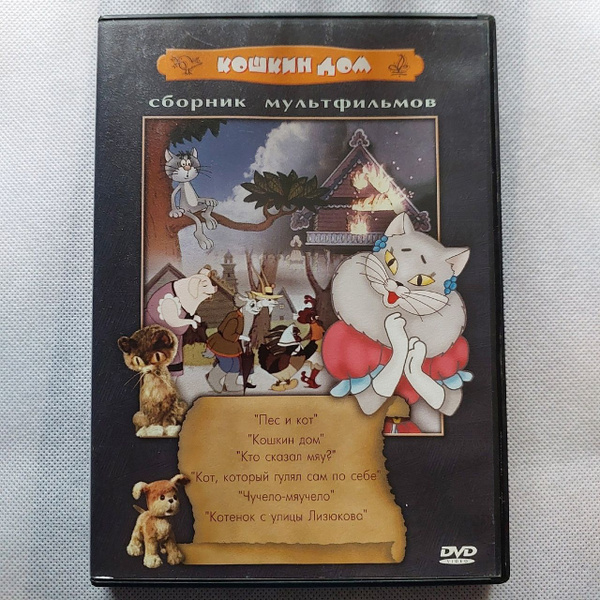 кошкин дом
сборник мультфильмов
"Пес и кот"
"Кошкин дом"
"Кто сказал мяу?"
"Кот, который гулял сам по себе"
"Чучело-мяучело"
"Котенок с улицы Лизюкова"
DVD
VIDEO